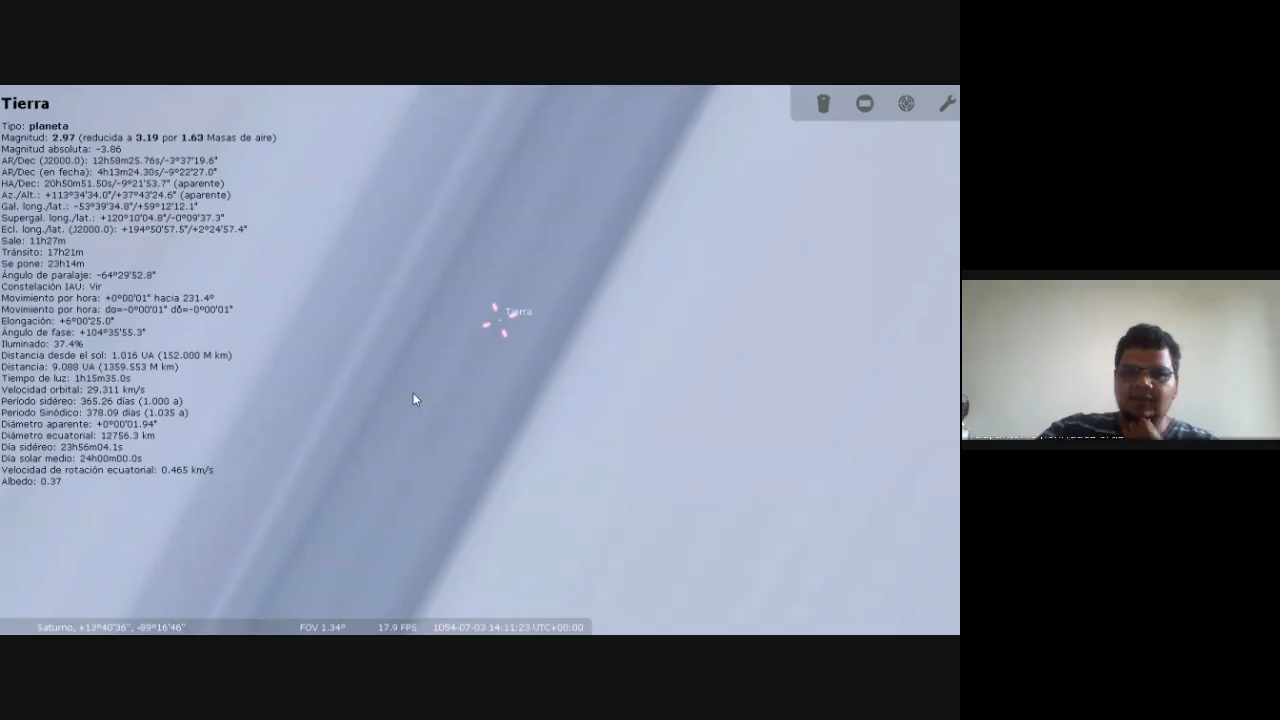 Tierra
Tipo: planeta
Magnitud: 2.97 (reducida a 3.19 por 1.63 Masas de aire)
Magnitud absoluta: -3.86
AR/Dec (J2000.0): 12h58m25.76s/-3°37'19.6"
AR/Dec (en fecha): 4h13m24.30s/-9°22'27.0"
HA/Dec: 20h50m51.50s/-9°21'53.7" (aparente)
Az./Alt.: +113°34'34.0"/+37°43'24.6" (aparente)
Gal. long./lat.: -53°39'34.8"/+59°12'12.1"
Supergal. long./lat.: +120°10'04.8"/-0°09'37.3"
Ecl. long./lat. (J2000.0): +194°50'57.5"/+2°24'57.4"
Sale: 11h27m
Tránsito: 17h21m
Se pone: 23h14m
Ángulo de paralaje: -64°29'52.8"
Constelación IAU: Vir
Movimiento por hora: +0°00'01" hacia 231.4°
Movimiento por hora: dα=-0°00'01" dδ=-0°00'01"
Elongación: +6°00'25.0"
Ángulo de fase: +104°35'55.3"
Iluminado: 37.4%
Distancia desde el sol: 1.016 UA (152.000 M km)
Distancia: 9.088 UA (1359.553 M km)
Tiempo de luz: 1h15m35.0s
Velocidad orbital: 29.311 km/s
Período sidéreo: 365.26 días (1.000 a)
Periodo Sinódico: 378.09 días (1.035 a)
Diámetro aparente: +0°00'01.94"
Diámetro ecuatorial: 12756.3 km
Día sidéreo: 23h56m04.1s
Día solar medio: 24h00m00.0s
Velocidad de rotación ecuatorial: 0.465 km/s
Albedo: 0.37
Tierra
Saturno, +13°40'36", -89°16'46" FOV 1.34° 17.9 FPS 1054-07-03 14:11:23 UTC+00:00